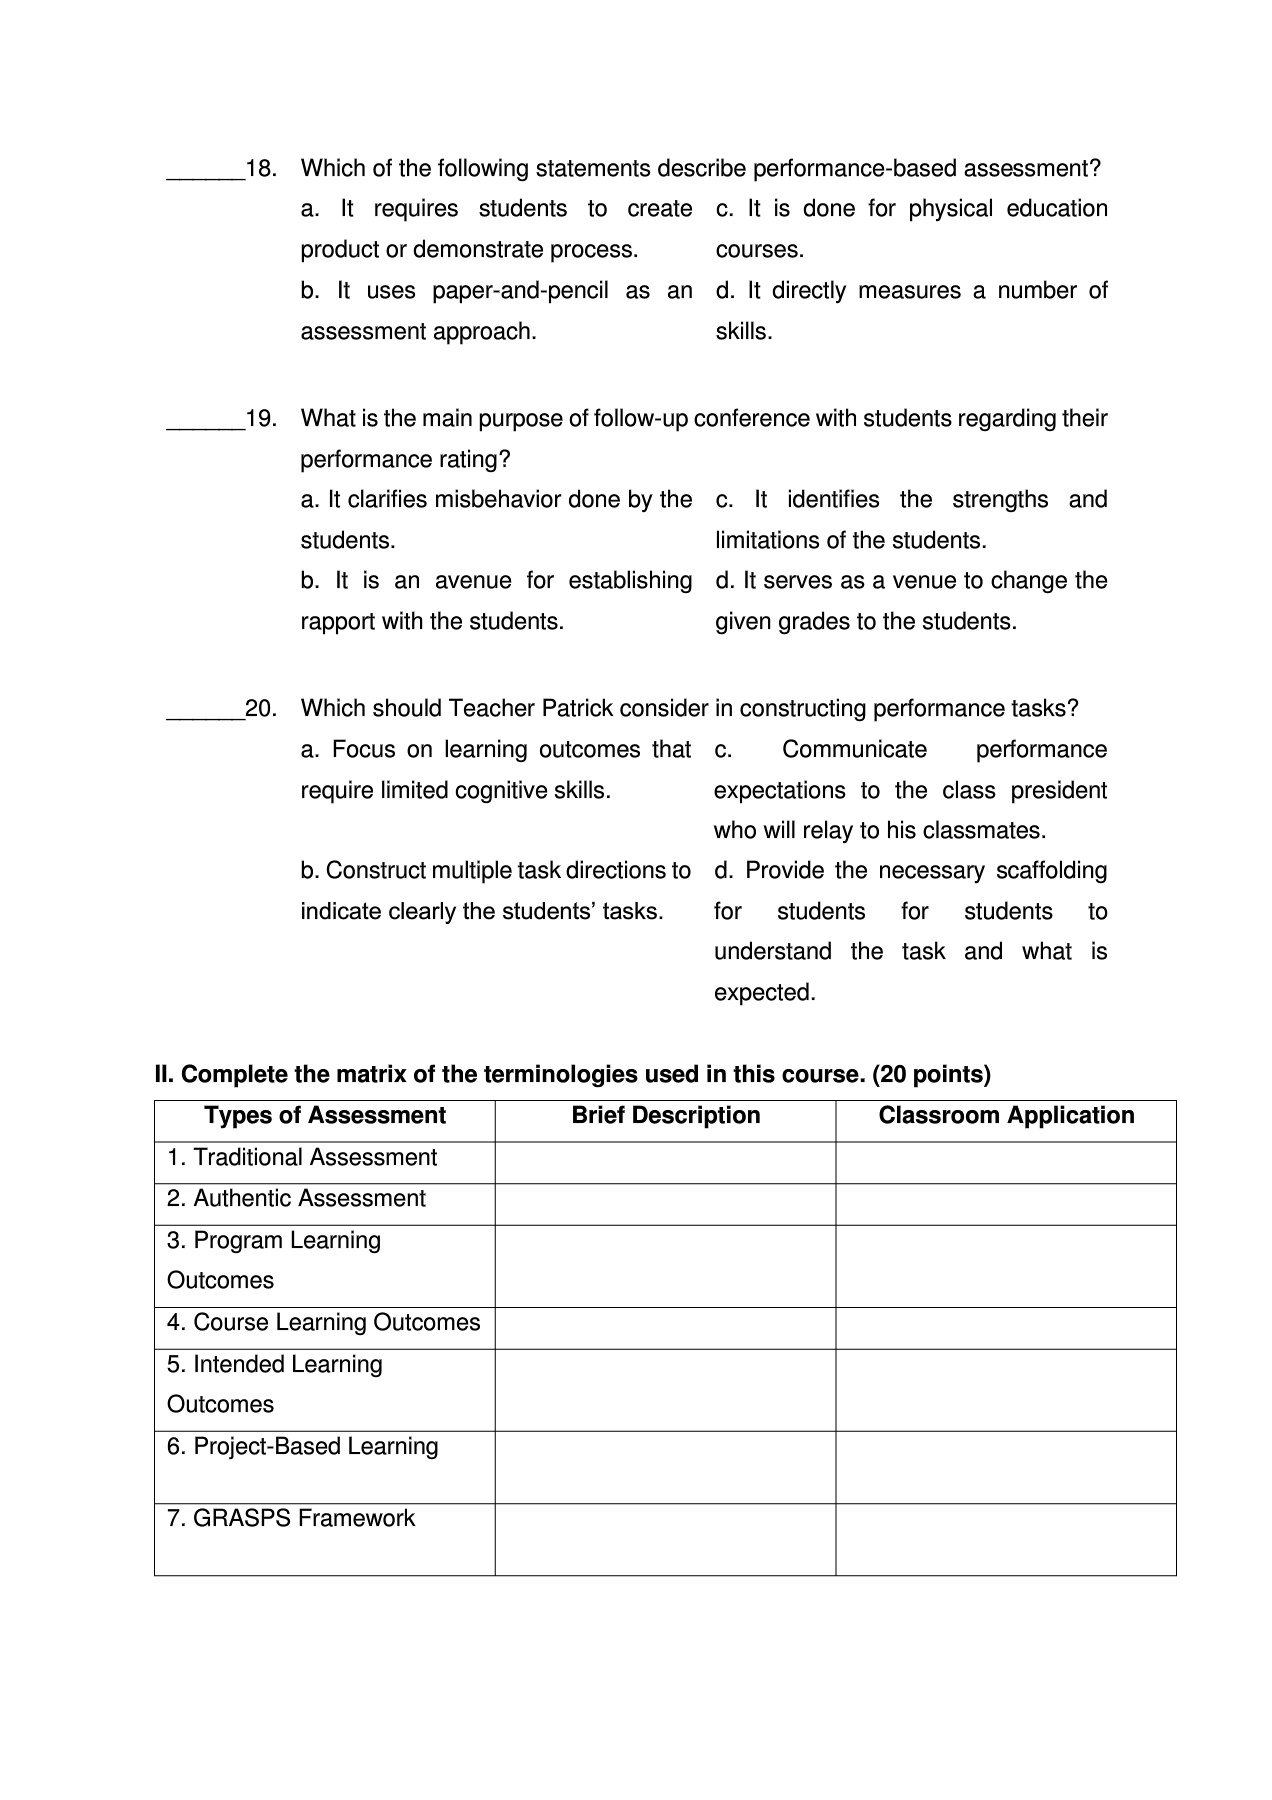 ______18. Which of the following statements describe performance-based assessment?
a. It requires students to create
product or demonstrate process.
c. It is done for physical education
courses.
b. It uses paper-and-pencil as an
assessment approach.
d. It directly measures a number of
skills.
______19. What is the main purpose of follow-up conference with students regarding their
performance rating?
a. It clarifies misbehavior done by the
students.
c. It identifies the strengths and
limitations of the students.
b. It is an avenue for establishing
rapport with the students.
d. It serves as a venue to change the
given grades to the students.
______20. Which should Teacher Patrick consider in constructing performance tasks?
a. Focus on learning outcomes that
require limited cognitive skills.
c. Communicate performance
expectations to the class president
who will relay to his classmates.
b. Construct multiple task directions to
indicate clearly the students’ tasks.
d. Provide the necessary scaffolding
for students for students to
understand the task and what is
expected.
II. Complete the matrix of the terminologies used in this course. (20 points)
Types of Assessment Brief Description Classroom Application
1. Traditional Assessment
2. Authentic Assessment
3. Program Learning
Outcomes
4. Course Learning Outcomes
5. Intended Learning
Outcomes
6. Project-Based Learning
7. GRASPS Framework